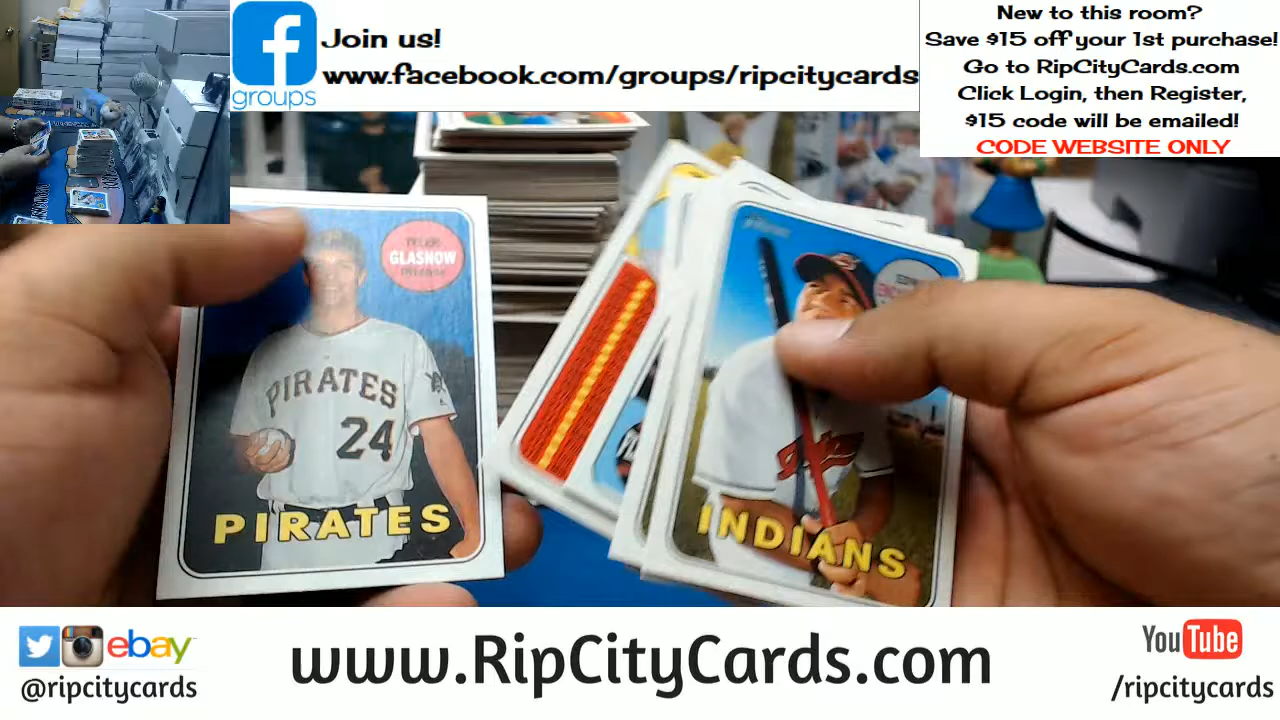 Join us!
www.facebook.com/groups/ripcitycards
groups
New to this room?
Save $15 off your 1st purchase!
Go to RipCityCards.com
Click Login, then Register,
$15 code will be emailed!
CODE WEBSITE ONLY
TYLER
GLASNOW
PIRATES
24
PIRATES
INDIANS
ebay
@ripcitycards
www.RipCityCards.com
YouTube
/ripcitycards